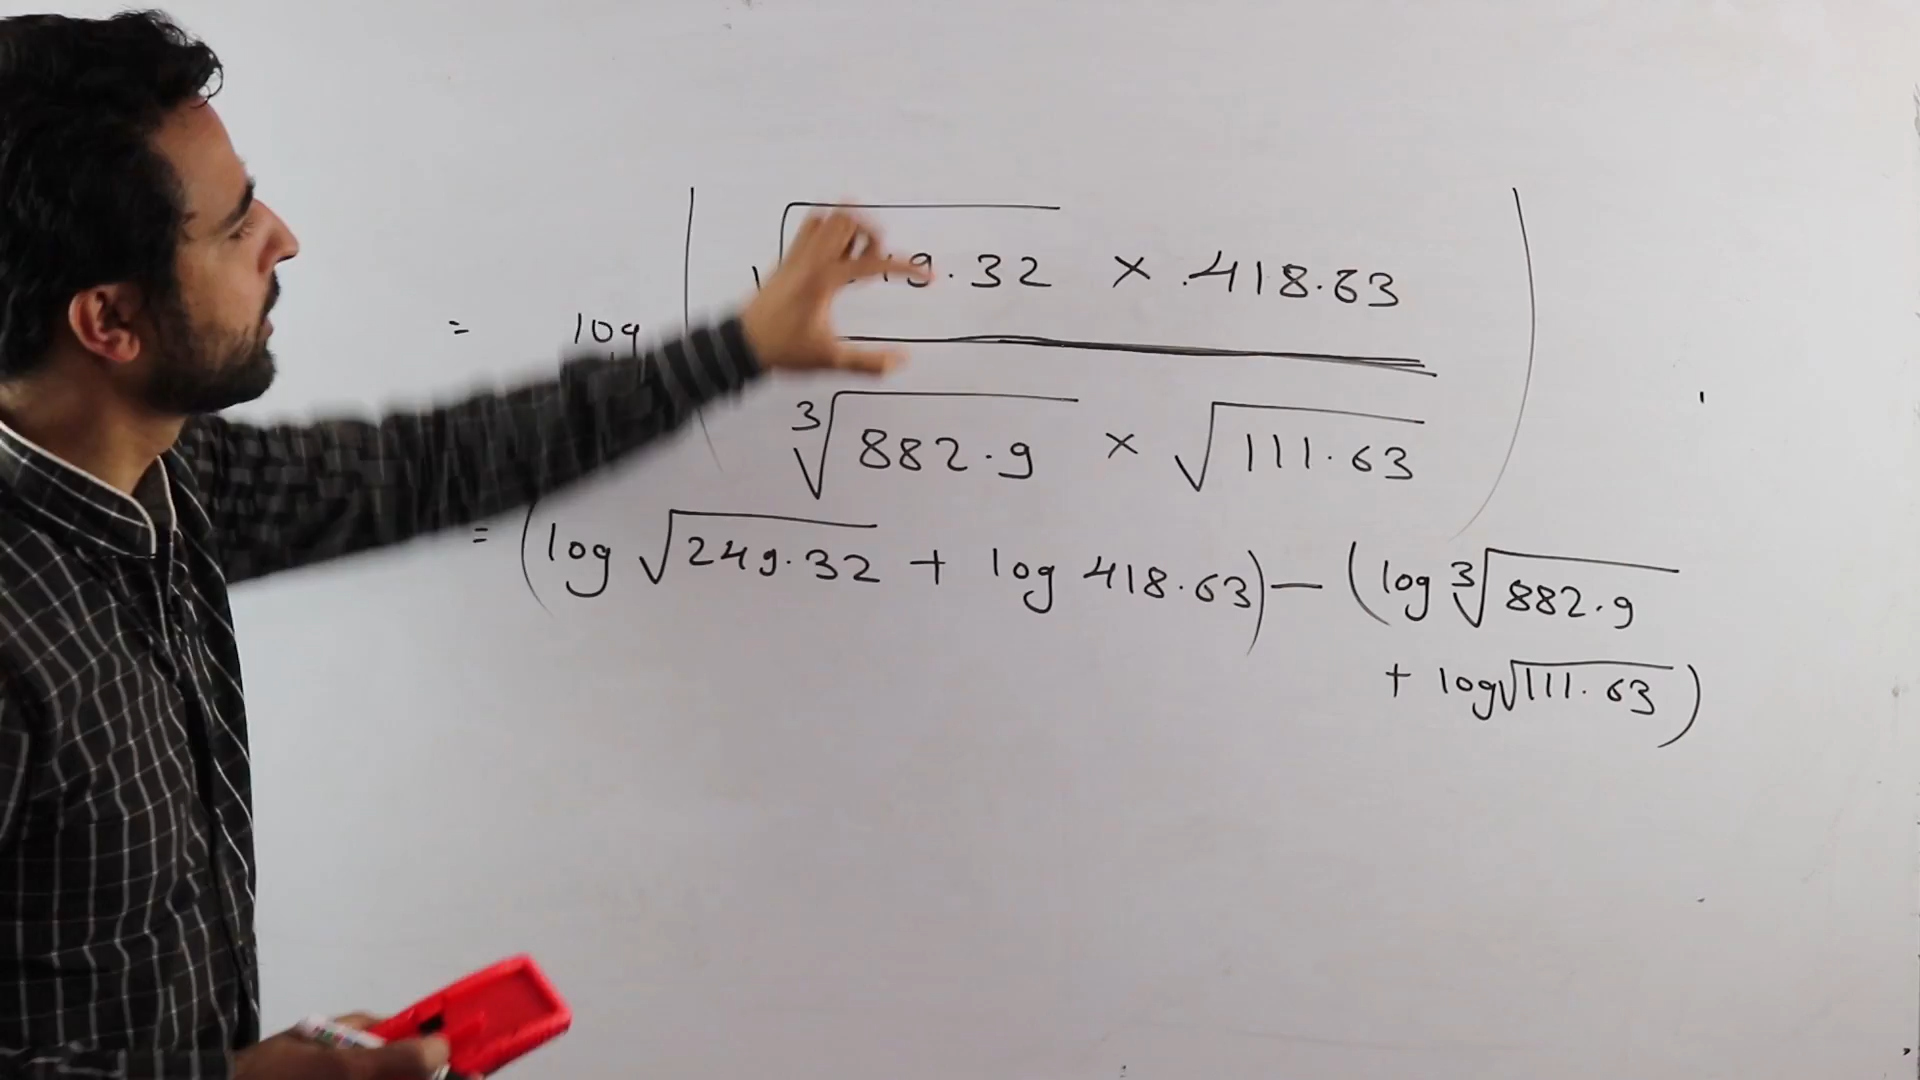 √ 9.32 × 418.63
= log
∛882.9 × √111.63
= (log √249.32 + log 418.63) − (log ∛882.9
+ log√111.63)